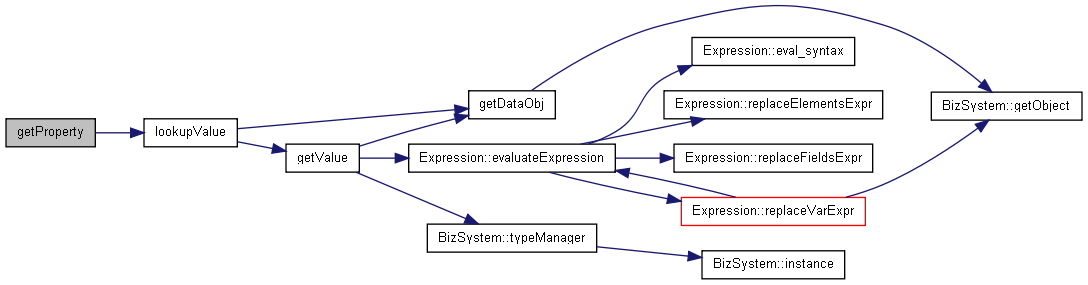 getProperty
lookupValue
getDataObj
getValue
Expression::eval_syntax
Expression::replaceElementsExpr
BizSystem::getObject
Expression::evaluateExpression
Expression::replaceFieldsExpr
Expression::replaceVarExpr
BizSystem::typeManager
BizSystem::instance